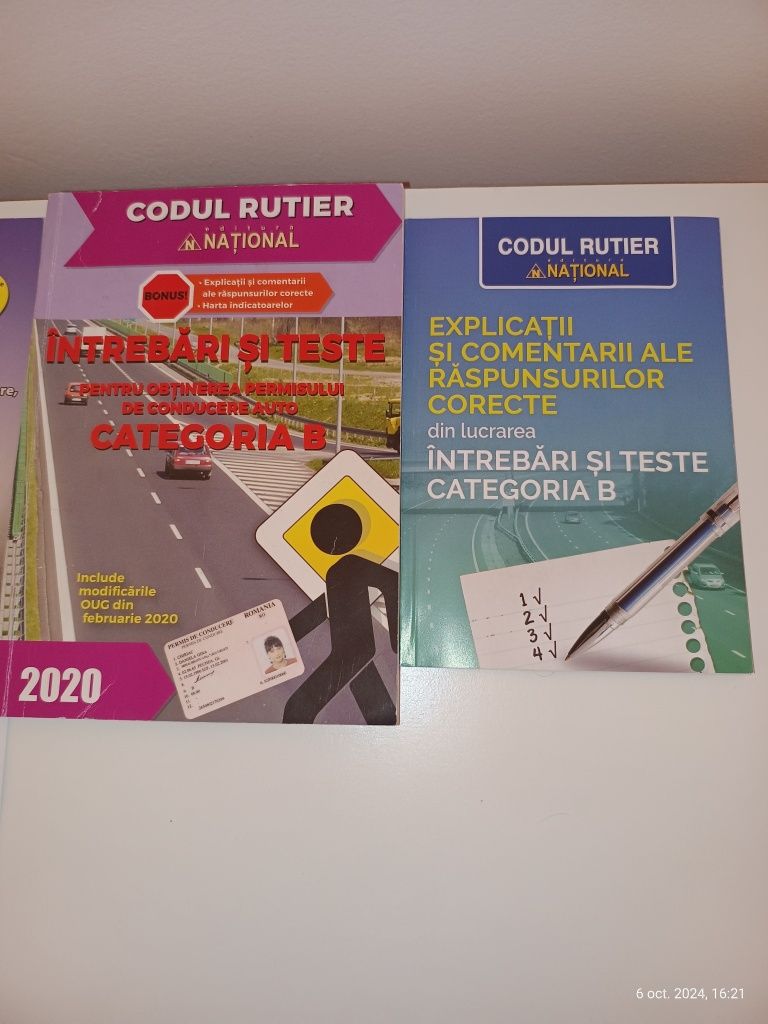 re,
CODUL RUTIER
editura
NAȚIONAL
BONUS!
• Explicații și comentarii
ale răspunsurilor corecte
• Harta indicatoarelor
ÎNTREBĂRI ȘI TESTE
PENTRU OBȚINEREA PERMISULUI
DE CONDUCERE AUTO
CATEGORIA B
Include
modificările
OUG din
februarie 2020
PERMIS DE CONDUCERE
ROMANIA
RO
2020
CODUL RUTIER
editura
NAȚIONAL
EXPLICAȚII
ȘI COMENTARII ALE
RĂSPUNSURILOR
CORECTE
din lucrarea
ÎNTREBĂRI ȘI TESTE
CATEGORIA B
1 √
2 √
3 √
4 √
6 oct. 2024, 16:21